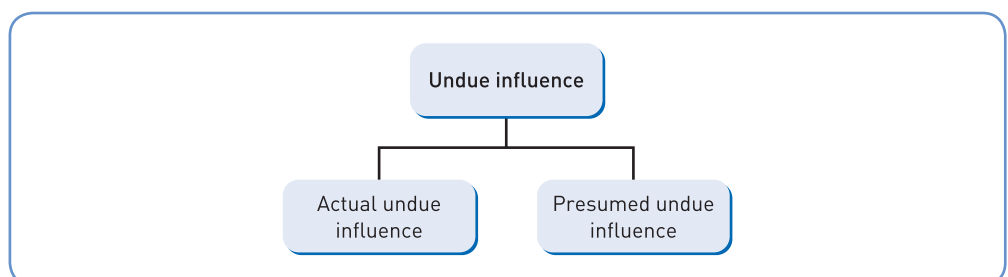 Undue influence
Actual undue
influence
Presumed undue
influence